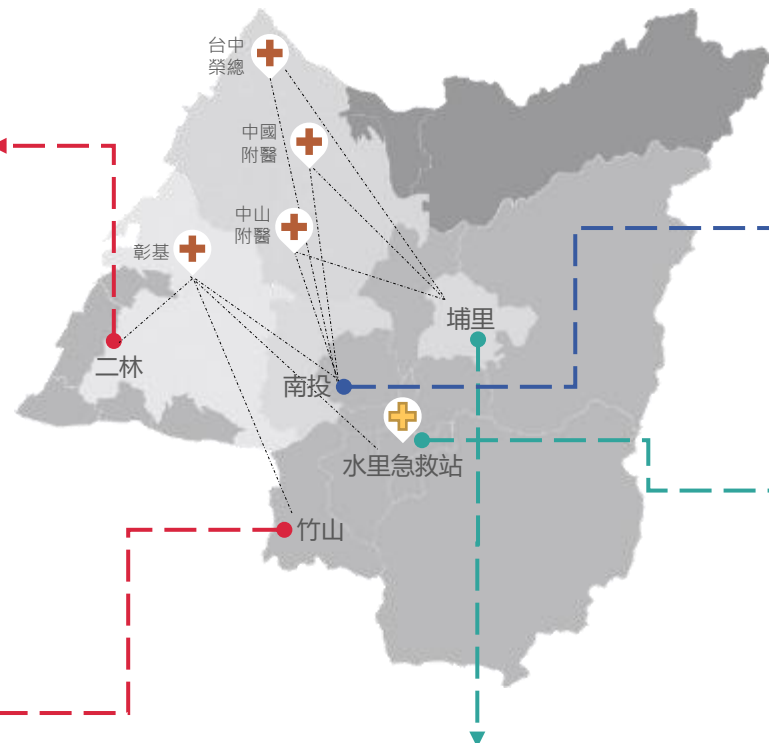 台中
榮總
中國
附醫
中山
附醫
彰基
埔里
二林
南投
水里急救站
竹山